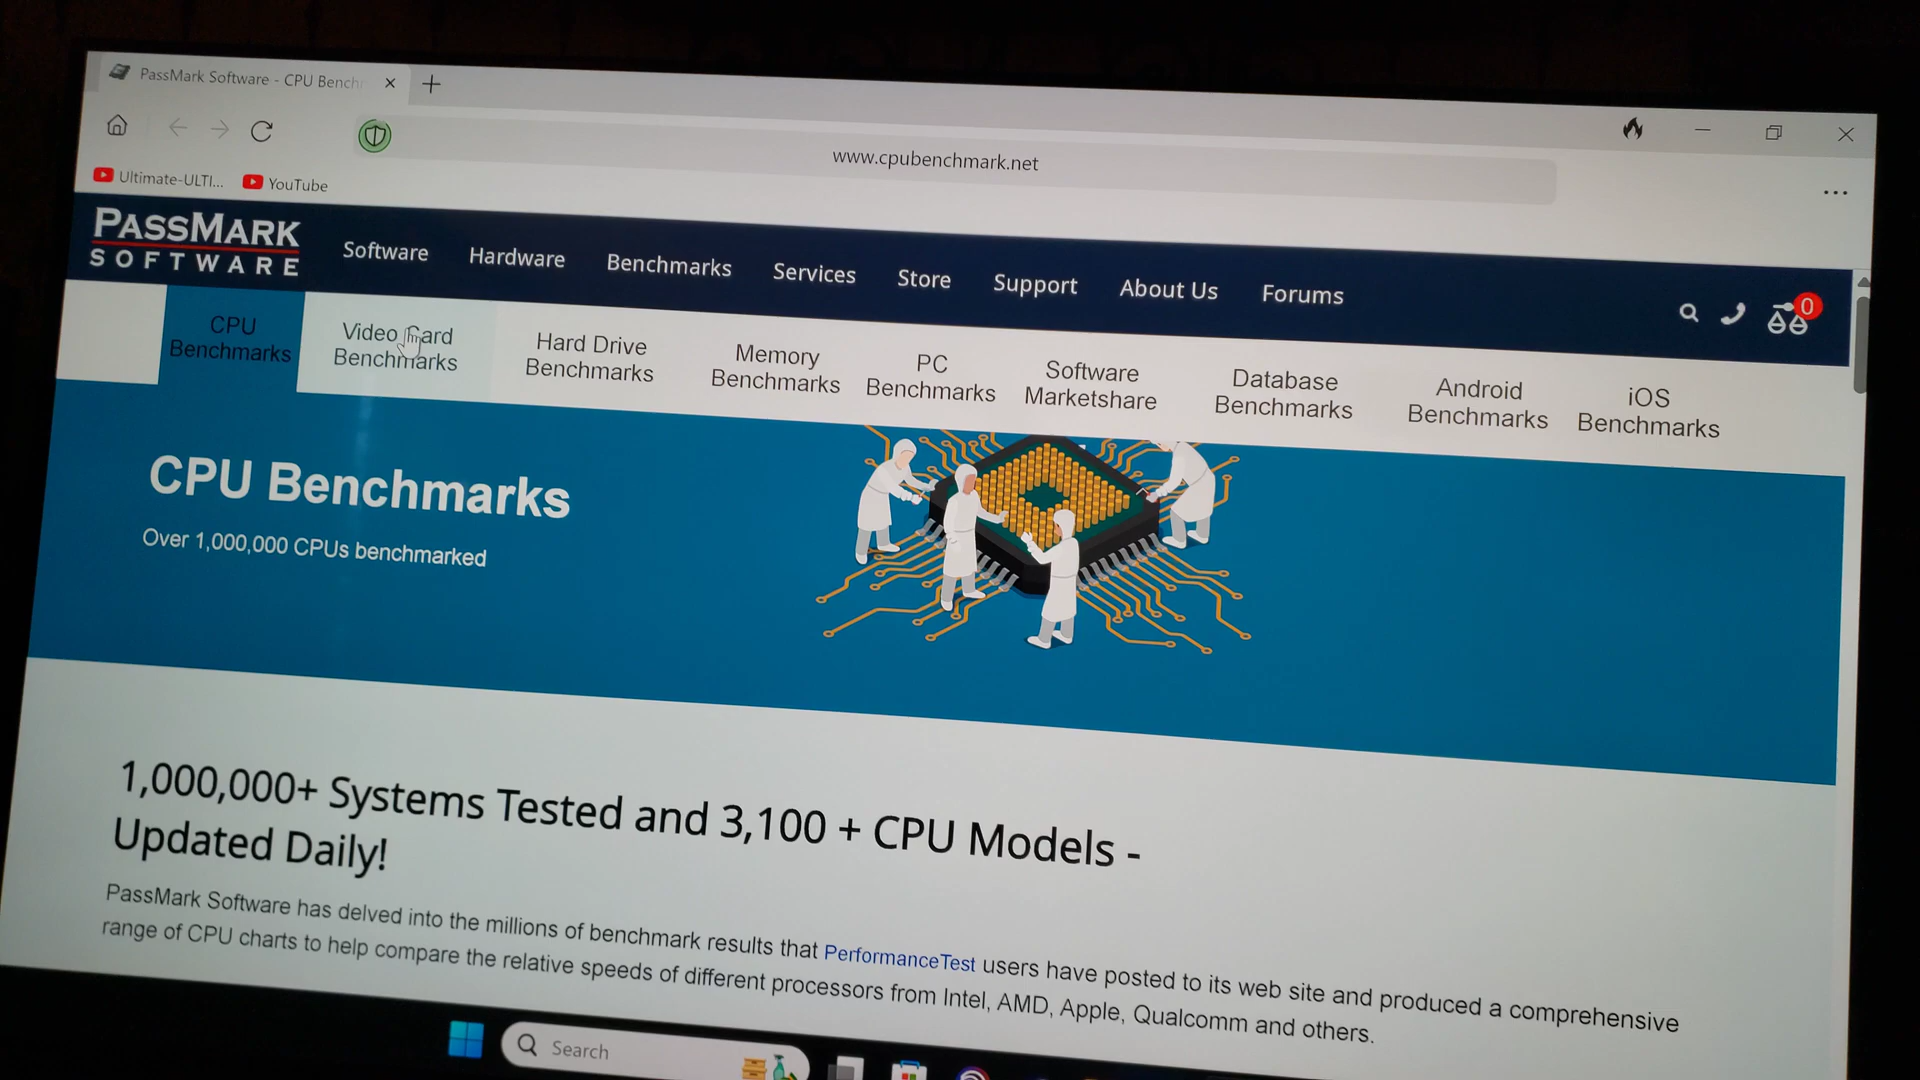 PassMark Software - CPU Bench
www.cpubenchmark.net
Ultimate-ULTI... YouTube
PASSMARK
SOFTWARE
Software Hardware Benchmarks Services Store Support About Us Forums
0
CPU
Benchmarks
Video Card
Benchmarks
Hard Drive
Benchmarks
Memory
Benchmarks
PC
Benchmarks
Software
Marketshare
Database
Benchmarks
Android
Benchmarks
iOS
Benchmarks
CPU Benchmarks
Over 1,000,000 CPUs benchmarked
1,000,000+ Systems Tested and 3,100 + CPU Models -
Updated Daily!
PassMark Software has delved into the millions of benchmark results that PerformanceTest users have posted to its web site and produced a comprehensive
range of CPU charts to help compare the relative speeds of different processors from Intel, AMD, Apple, Qualcomm and others.
Search